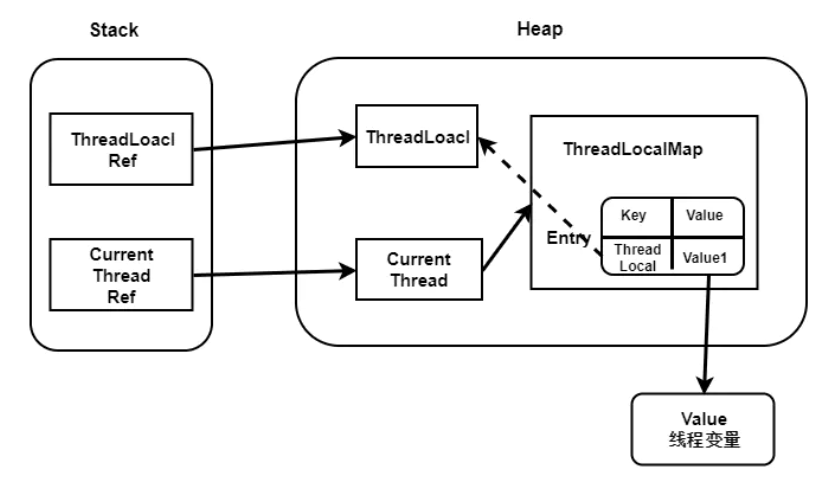 Stack
Heap
ThreadLoacl
Ref
ThreadLoacl
ThreadLocalMap
Key
Value
Entry
Thread
Local
Value1
Current
Thread
Ref
Current
Thread
Value
线程变量